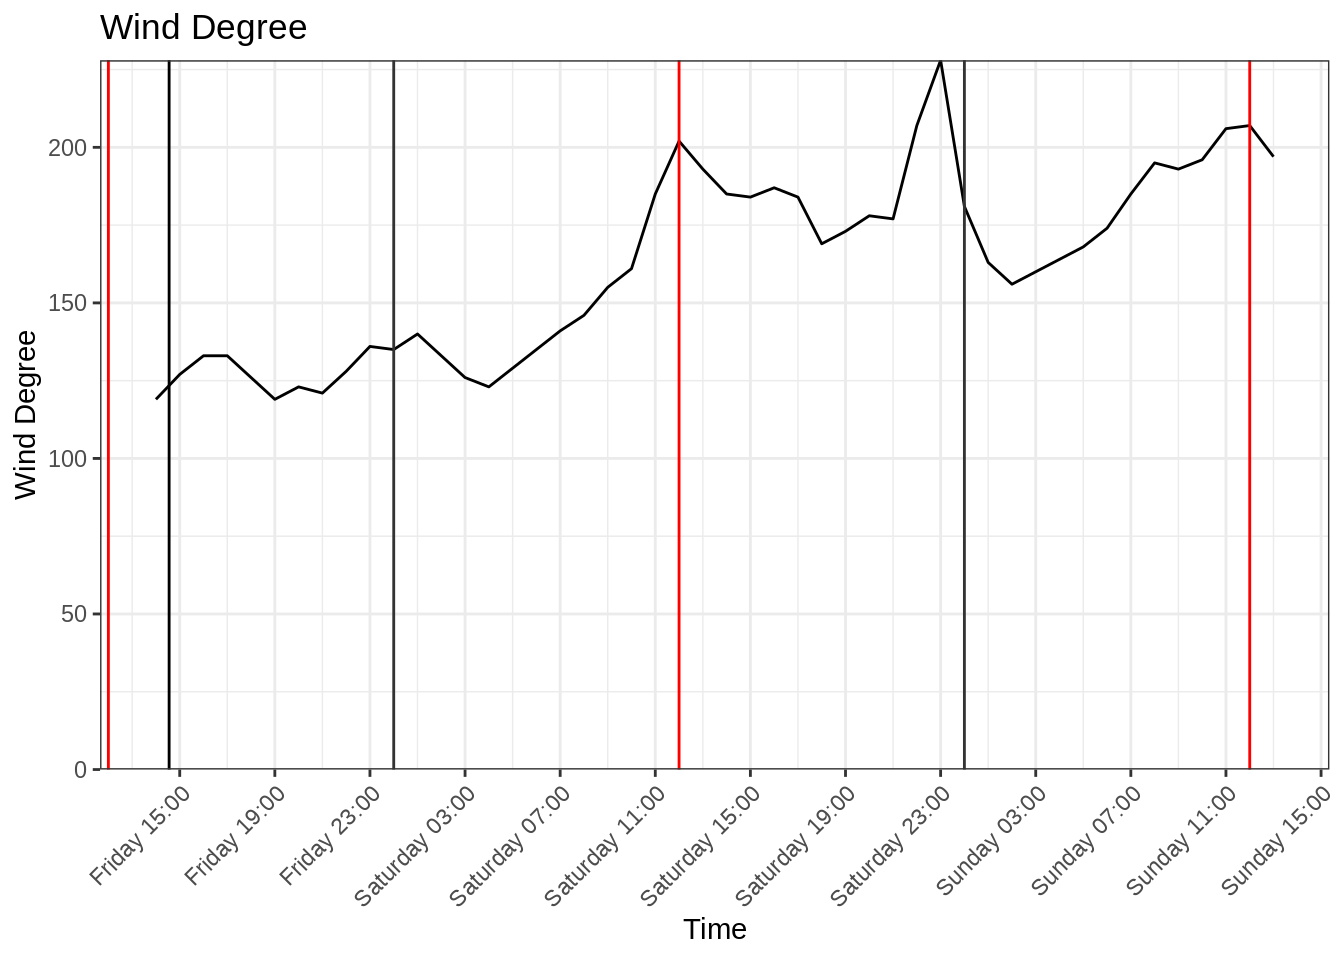 Wind Degree
Wind Degree
200
150
100
50
0
Friday 15:00
Friday 19:00
Friday 23:00
Saturday 03:00
Saturday 07:00
Saturday 11:00
Saturday 15:00
Saturday 19:00
Saturday 23:00
Sunday 03:00
Sunday 07:00
Sunday 11:00
Sunday 15:00
Time